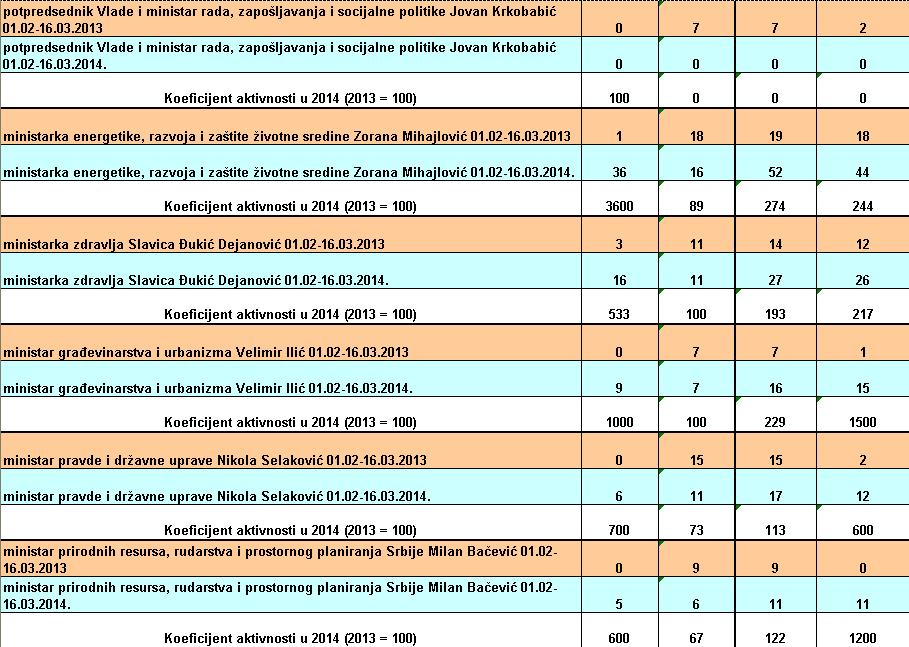 potpredsednik Vlade i ministar rada, zapošljavanja i socijalne politike Jovan Krkobabić
01.02-16.03.2013 0 7 7 2
potpredsednik Vlade i ministar rada, zapošljavanja i socijalne politike Jovan Krkobabić
01.02-16.03.2014. 0 0 0 0
Koeficijent aktivnosti u 2014 (2013 = 100) 100 0 0 0
ministarka energetike, razvoja i zaštite životne sredine Zorana Mihajlović 01.02-16.03.2013 1 18 19 18
ministarka energetike, razvoja i zaštite životne sredine Zorana Mihajlović 01.02-16.03.2014. 36 16 52 44
Koeficijent aktivnosti u 2014 (2013 = 100) 3600 89 274 244
ministarka zdravlja Slavica Đukić Dejanović 01.02-16.03.2013 3 11 14 12
ministarka zdravlja Slavica Đukić Dejanović 01.02-16.03.2014. 16 11 27 26
Koeficijent aktivnosti u 2014 (2013 = 100) 533 100 193 217
ministar građevinarstva i urbanizma Velimir Ilić 01.02-16.03.2013 0 7 7 1
ministar građevinarstva i urbanizma Velimir Ilić 01.02-16.03.2014. 9 7 16 15
Koeficijent aktivnosti u 2014 (2013 = 100) 1000 100 229 1500
ministar pravde i državne uprave Nikola Selaković 01.02-16.03.2013 0 15 15 2
ministar pravde i državne uprave Nikola Selaković 01.02-16.03.2014. 6 11 17 12
Koeficijent aktivnosti u 2014 (2013 = 100) 700 73 113 600
ministar prirodnih resursa, rudarstva i prostornog planiranja Srbije Milan Bačević 01.02-
16.03.2013 0 9 9 0
ministar prirodnih resursa, rudarstva i prostornog planiranja Srbije Milan Bačević 01.02-
16.03.2014. 5 6 11 11
Koeficijent aktivnosti u 2014 (2013 = 100) 600 67 122 1200